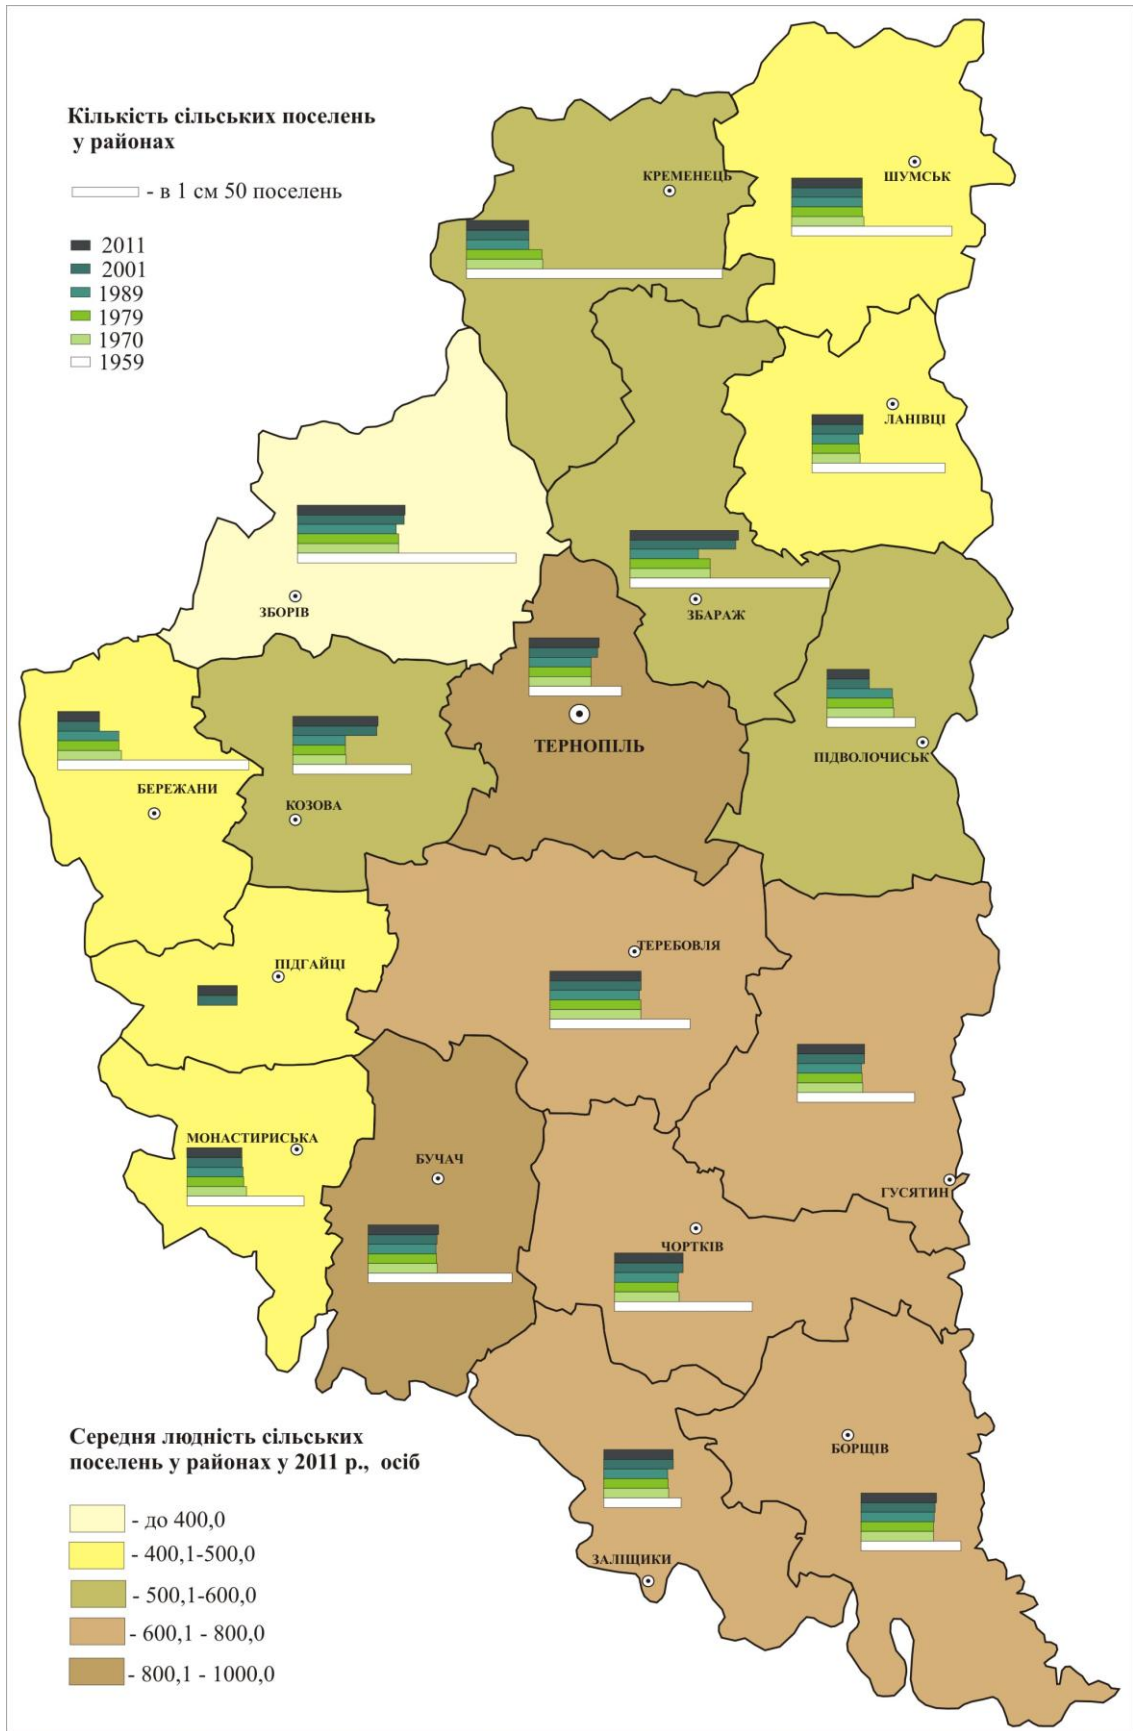 Кількість сільських поселень
у районах
- в 1 см 50 поселень
2011
2001
1989
1979
1970
1959
КРЕМЕНЕЦЬ
ШУМСЬК
ЛАНІВЦІ
ЗБОРІВ
ЗБАРАЖ
ТЕРНОПІЛЬ
ПІДВОЛОЧИСЬК
БЕРЕЖАНИ
КОЗОВА
ПІДГАЙЦІ
ТЕРЕБОВЛЯ
МОНАСТИРИСЬКА
БУЧАЧ
ГУСЯТИН
ЧОРТКІВ
БОРЩІВ
ЗАЛІЩИКИ
Середня людність сільських
поселень у районах у 2011 р., осіб
- до 400,0
- 400,1-500,0
- 500,1-600,0
- 600,1 - 800,0
- 800,1 - 1000,0